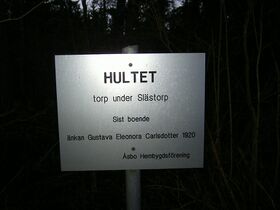 HULTET
torp under Slästorp
Sist boende
änkan Gustava Eleonora Carlsdotter 1920
Åsbo Hembygdsförening